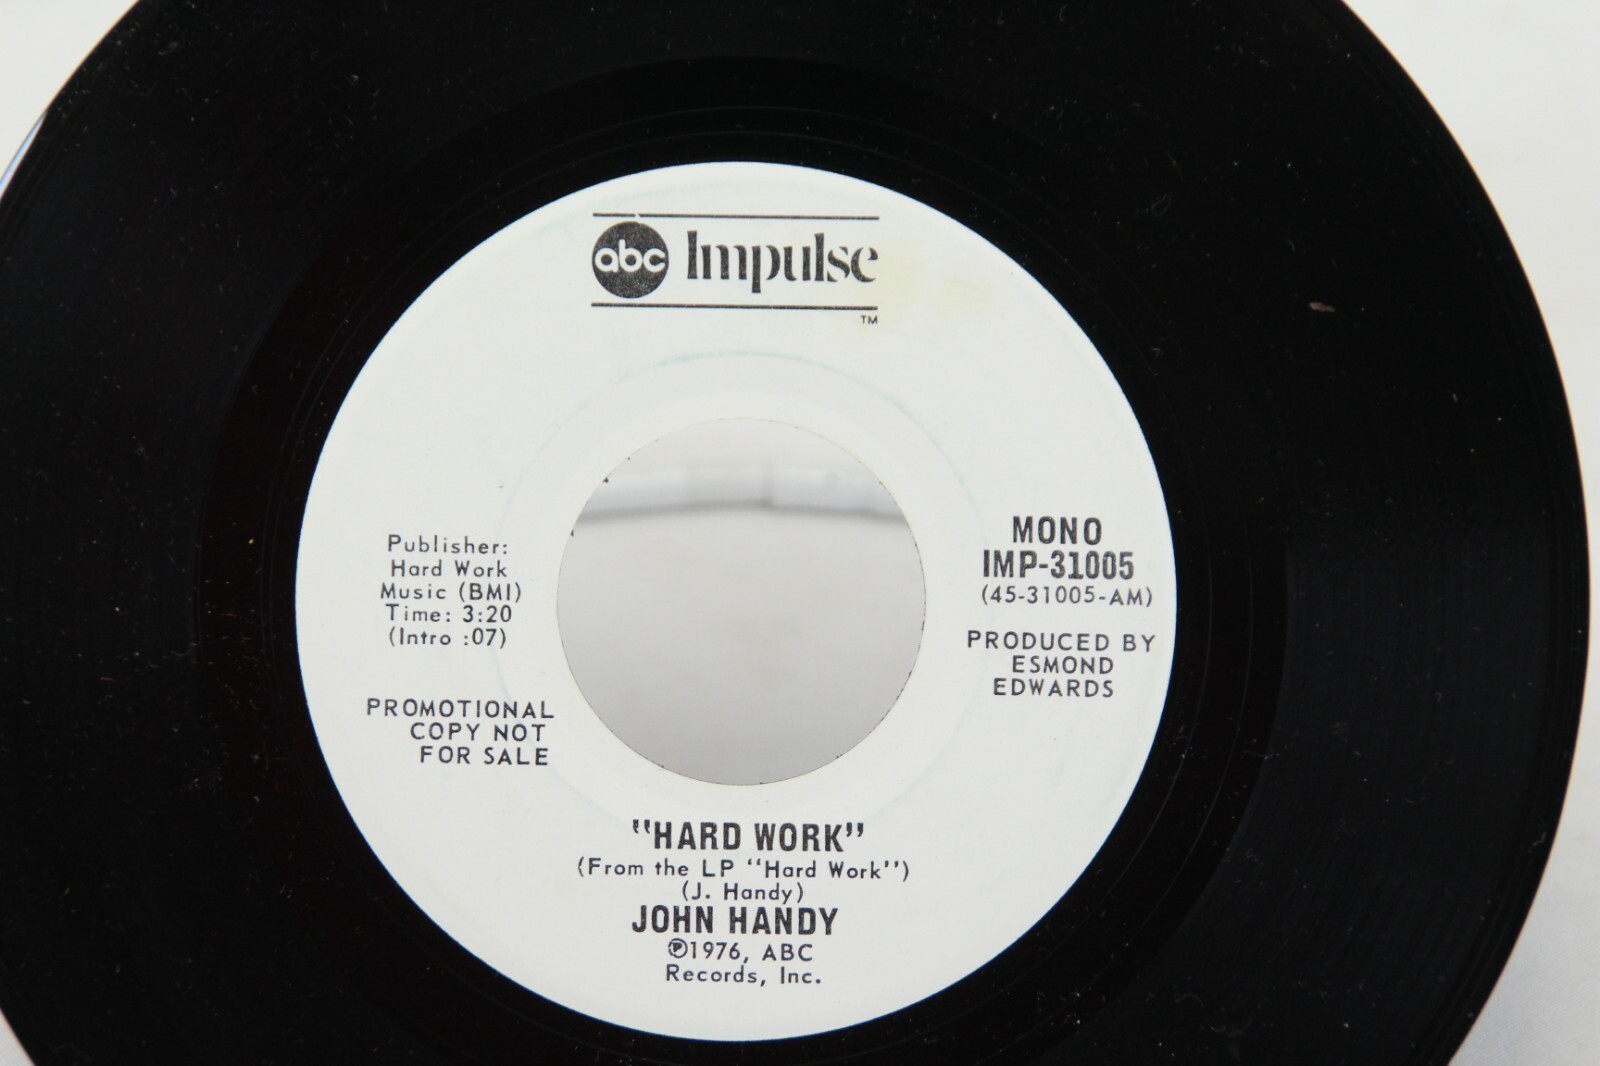 abc Impulse
TM
Publisher:
Hard Work
Music (BMI)
Time: 3:20
(Intro :07)
PROMOTIONAL
COPY NOT
FOR SALE
MONO
IMP-31005
(45-31005-AM)
PRODUCED BY
ESMOND
EDWARDS
"HARD WORK"
(From the LP "Hard Work")
(J. Handy)
JOHN HANDY
℗1976, ABC
Records, Inc.